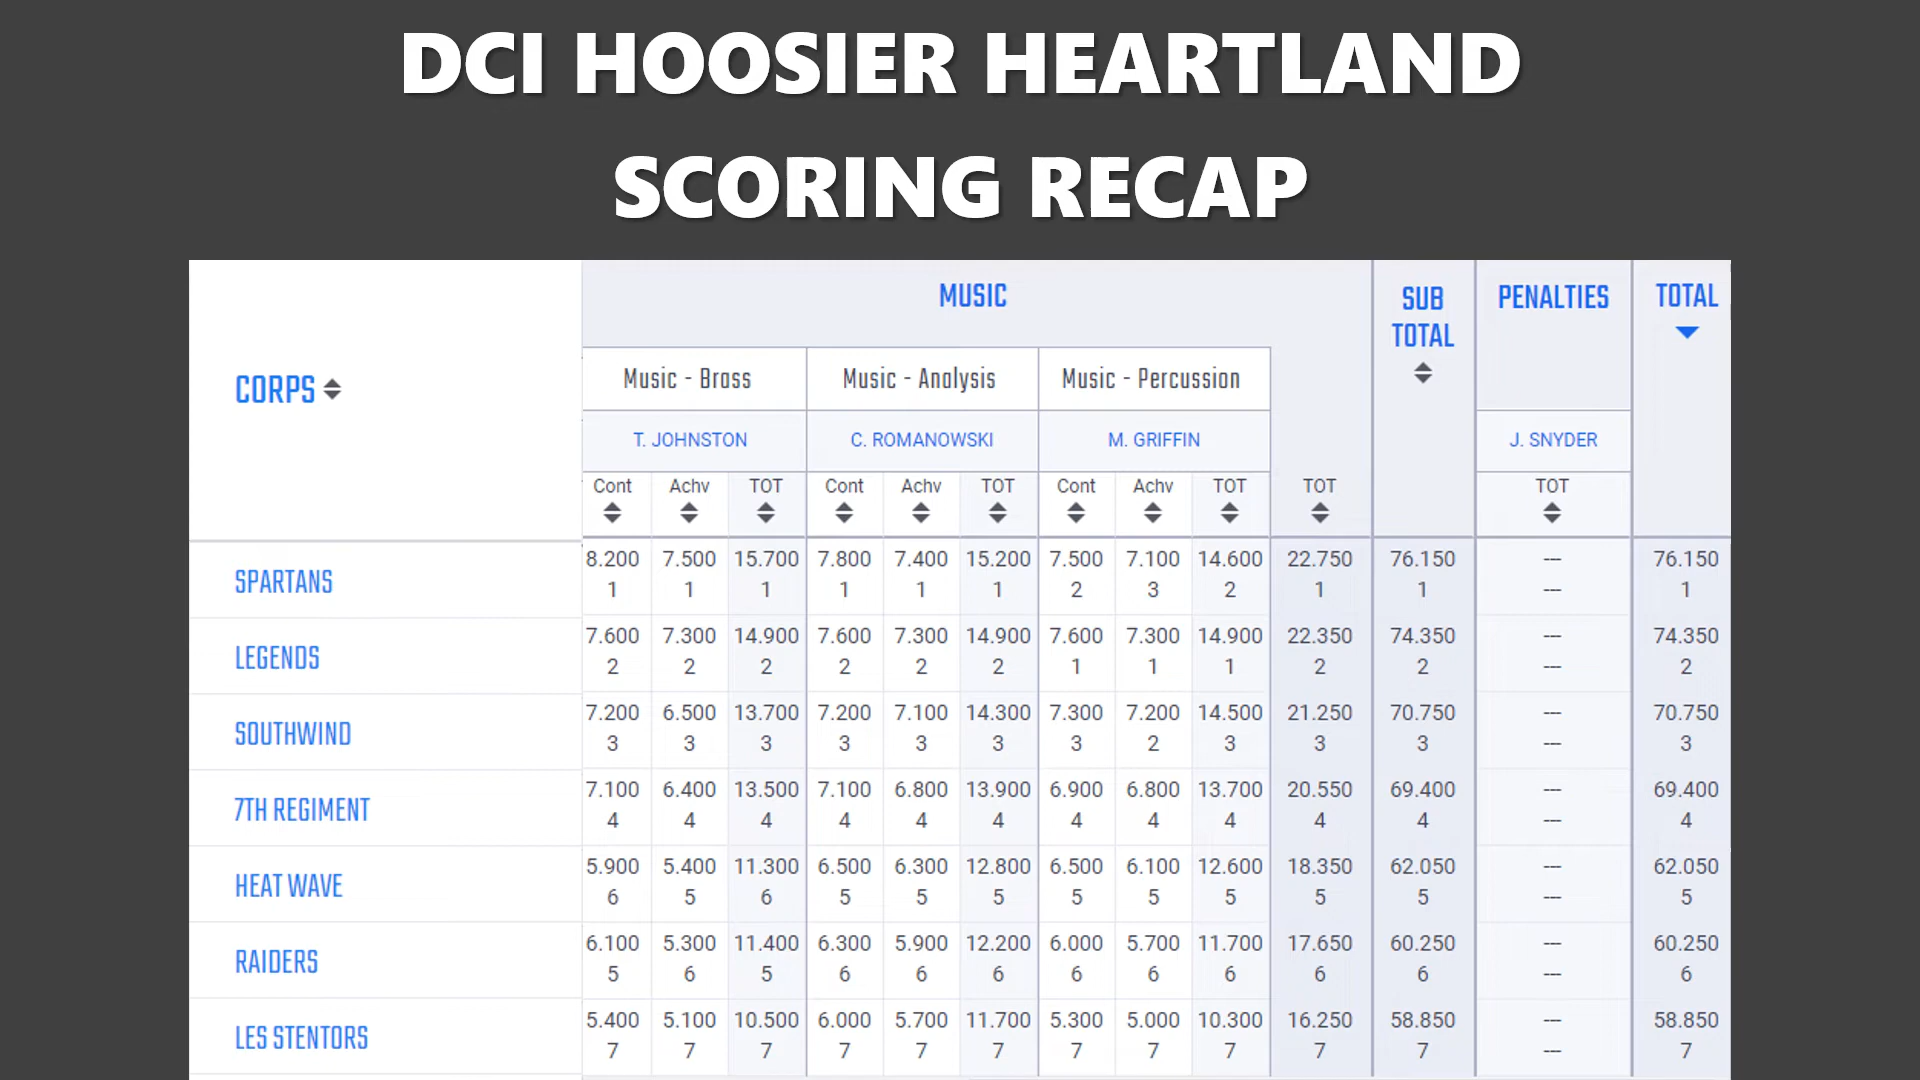 DCI HOOSIER HEARTLAND
SCORING RECAP
CORPS
MUSIC
SUB TOTAL
PENALTIES
TOTAL
Music - Brass Music - Analysis Music - Percussion
T. JOHNSTON C. ROMANOWSKI M. GRIFFIN J. SNYDER
Cont Achv TOT Cont Achv TOT Cont Achv TOT TOT TOT
SPARTANS
8.200 7.500 15.700 7.800 7.400 15.200 7.500 7.100 14.600 22.750 76.150 --- 76.150
1 1 1 1 1 1 2 3 2 1 1 --- 1
LEGENDS
7.600 7.300 14.900 7.600 7.300 14.900 7.600 7.300 14.900 22.350 74.350 --- 74.350
2 2 2 2 2 2 1 1 1 2 2 --- 2
SOUTHWIND
7.200 6.500 13.700 7.200 7.100 14.300 7.300 7.200 14.500 21.250 70.750 --- 70.750
3 3 3 3 3 3 3 2 3 3 3 --- 3
7TH REGIMENT
7.100 6.400 13.500 7.100 6.800 13.900 6.900 6.800 13.700 20.550 69.400 --- 69.400
4 4 4 4 4 4 4 4 4 4 4 --- 4
HEAT WAVE
5.900 5.400 11.300 6.500 6.300 12.800 6.500 6.100 12.600 18.350 62.050 --- 62.050
6 5 6 5 5 5 5 5 5 5 5 --- 5
RAIDERS
6.100 5.300 11.400 6.300 5.900 12.200 6.000 5.700 11.700 17.650 60.250 --- 60.250
5 6 5 6 6 6 6 6 6 6 6 --- 6
LES STENTORS
5.400 5.100 10.500 6.000 5.700 11.700 5.300 5.000 10.300 16.250 58.850 --- 58.850
7 7 7 7 7 7 7 7 7 7 7 --- 7